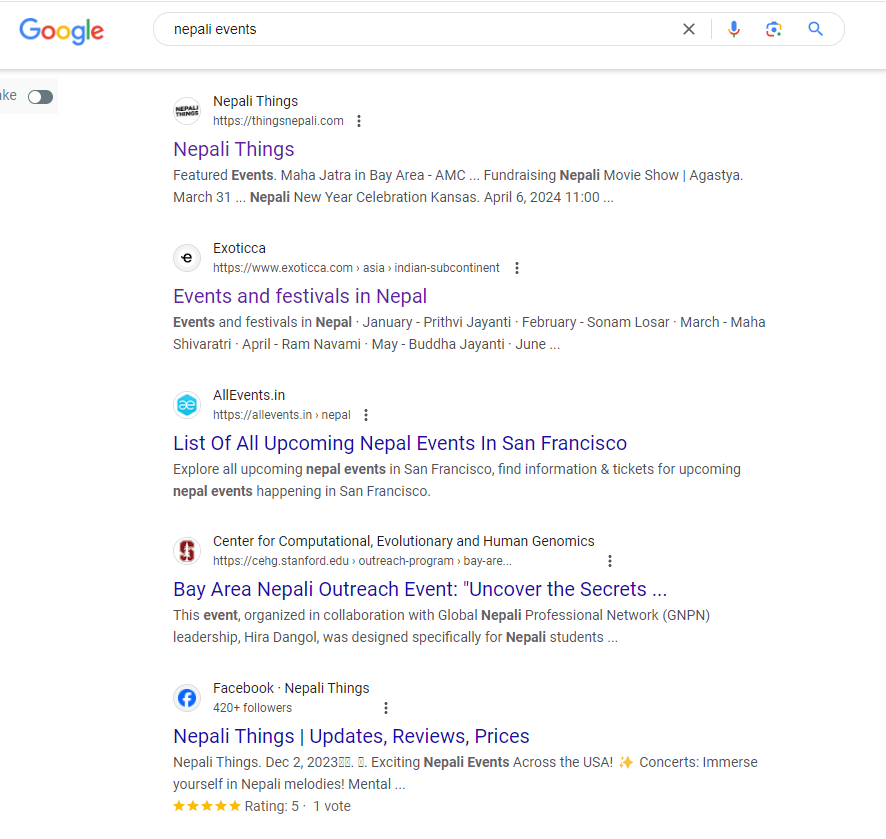 Google
nepali events
ake
NEPALI THINGS
Nepali Things
https://thingsnepali.com
Nepali Things
Featured Events. Maha Jatra in Bay Area - AMC ... Fundraising Nepali Movie Show | Agastya.
March 31 ... Nepali New Year Celebration Kansas. April 6, 2024 11:00 ...
e
Exoticca
https://www.exoticca.com › asia › indian-subcontinent
Events and festivals in Nepal
Events and festivals in Nepal · January - Prithvi Jayanti · February - Sonam Losar · March - Maha
Shivaratri · April - Ram Navami · May - Buddha Jayanti · June ...
ae
AllEvents.in
https://allevents.in › nepal
List Of All Upcoming Nepal Events In San Francisco
Explore all upcoming nepal events in San Francisco, find information & tickets for upcoming
nepal events happening in San Francisco.
S
Center for Computational, Evolutionary and Human Genomics
https://cehg.stanford.edu › outreach-program › bay-are...
Bay Area Nepali Outreach Event: "Uncover the Secrets ...
This event, organized in collaboration with Global Nepali Professional Network (GNPN)
leadership, Hira Dangol, was designed specifically for Nepali students ...
f
Facebook · Nepali Things
420+ followers
Nepali Things | Updates, Reviews, Prices
Nepali Things. Dec 2, 2023. . Exciting Nepali Events Across the USA! ✨ Concerts: Immerse
yourself in Nepali melodies! Mental ...
★★★★★ Rating: 5 · 1 vote